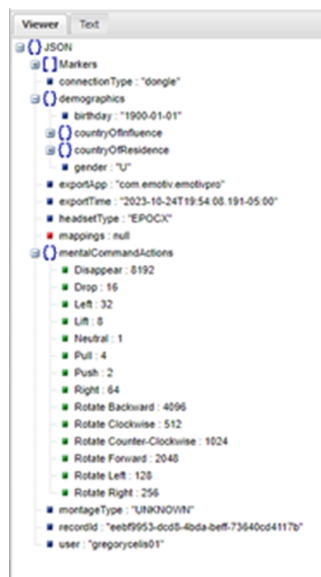 Viewer Text
JSON
Markers
connectionType : "dongle"
demographics
birthday : "1900-01-01"
countryOfInfluence
countryOfResidence
gender : "U"
exportApp : "com.emotiv.emotivpro"
exportTime : "2023-10-24T19:54:08.191-05:00"
headsetType : "EPOCX"
mappings : null
mentalCommandActions
Disappear : 8192
Drop : 16
Left : 32
Lift : 8
Neutral : 1
Pull : 4
Push : 2
Right : 64
Rotate Backward : 4096
Rotate Clockwise : 512
Rotate Counter-Clockwise : 1024
Rotate Forward : 2048
Rotate Left : 128
Rotate Right : 256
montageType : "UNKNOWN"
recordId : "eebf9953-dcd8-4bda-beff-73640cd4117b"
user : "gregorycelis01"